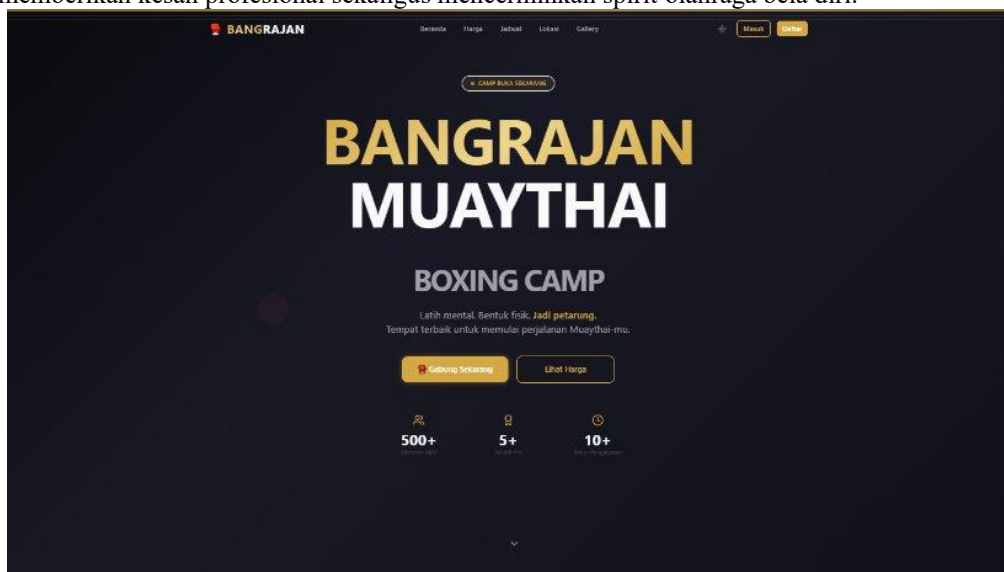 memberikan kesan profesional sekaligus mencerminkan spirit olahraga bela diri.
BANGRAJAN
Beranda Harga Jadwal Lokasi Gallery
Masuk Daftar
CAMP BUKA SEKARANG
BANGRAJAN
MUAYTHAI
BOXING CAMP
Latih mental. Bentuk fisik. Jadi petarung.
Tempat terbaik untuk memulai perjalanan Muaythai-mu.
Gabung Sekarang Lihat Harga
500+ 5+ 10+